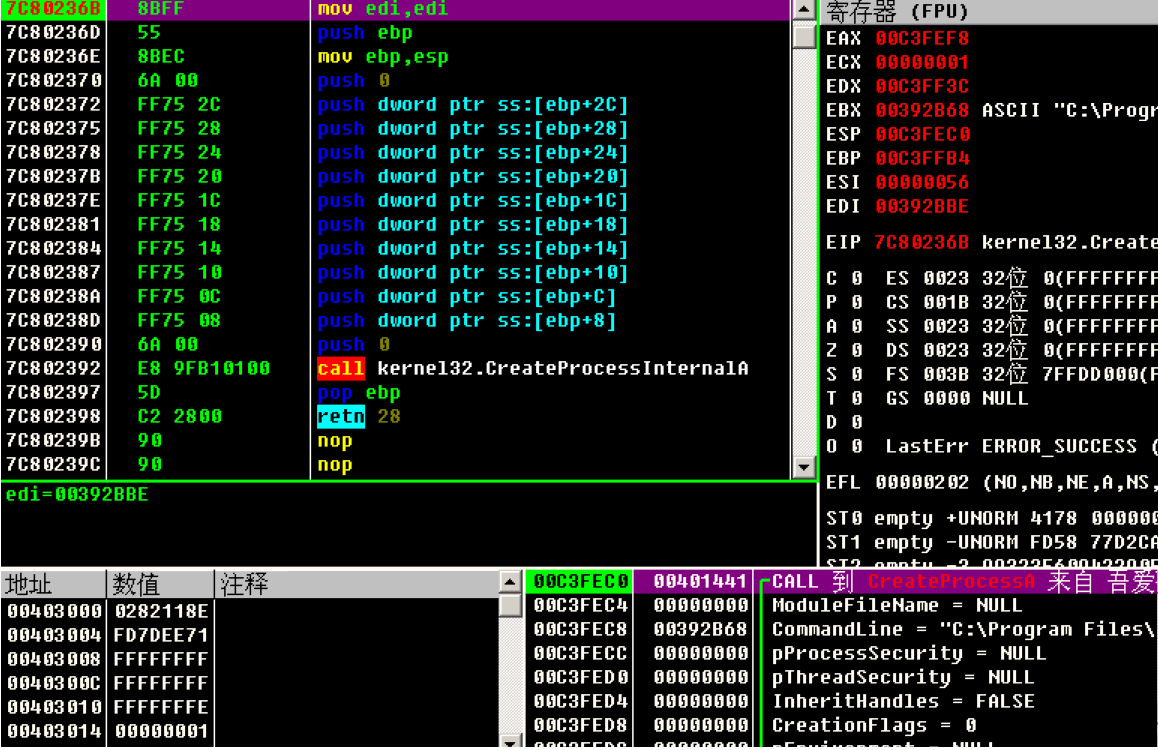 7C80236B 8BFF mov edi,edi
7C80236D 55 push ebp
7C80236E 8BEC mov ebp,esp
7C802370 6A 00 push 0
7C802372 FF75 2C push dword ptr ss:[ebp+2C]
7C802375 FF75 28 push dword ptr ss:[ebp+28]
7C802378 FF75 24 push dword ptr ss:[ebp+24]
7C80237B FF75 20 push dword ptr ss:[ebp+20]
7C80237E FF75 1C push dword ptr ss:[ebp+1C]
7C802381 FF75 18 push dword ptr ss:[ebp+18]
7C802384 FF75 14 push dword ptr ss:[ebp+14]
7C802387 FF75 10 push dword ptr ss:[ebp+10]
7C80238A FF75 0C push dword ptr ss:[ebp+C]
7C80238D FF75 08 push dword ptr ss:[ebp+8]
7C802390 6A 00 push 0
7C802392 E8 9FB10100 call kernel32.CreateProcessInternalA
7C802397 5D pop ebp
7C802398 C2 2800 retn 28
7C80239B 90 nop
7C80239C 90 nop
edi=00392BBE
寄存器 (FPU)
EAX 00C3FEF8
ECX 00000001
EDX 00C3FF3C
EBX 00392B68 ASCII "C:\Progr
ESP 00C3FEC0
EBP 00C3FFB4
ESI 00000056
EDI 00392BBE
EIP 7C80236B kernel32.Create
C 0 ES 0023 32位 0(FFFFFFFF
P 0 CS 001B 32位 0(FFFFFFFF
A 0 SS 0023 32位 0(FFFFFFFF
Z 0 DS 0023 32位 0(FFFFFFFF
S 0 FS 003B 32位 7FFDD000(F
T 0 GS 0000 NULL
D 0
O 0 LastErr ERROR_SUCCESS (
EFL 00000202 (NO,NB,NE,A,NS,
ST0 empty +UNORM 4178 000000
ST1 empty -UNORM FD58 77D2CA
地址 数值 注释
00403000 0282118E
00403004 FD7DEE71
00403008 FFFFFFFF
0040300C FFFFFFFF
00403010 FFFFFFFE
00403014 00000001
00C3FEC0 00401441 CALL 到 CreateProcessA 来自 吾爱
00C3FEC4 00000000 ModuleFileName = NULL
00C3FEC8 00392B68 CommandLine = "C:\Program Files\
00C3FECC 00000000 pProcessSecurity = NULL
00C3FED0 00000000 pThreadSecurity = NULL
00C3FED4 00000000 InheritHandles = FALSE
00C3FED8 00000000 CreationFlags = 0